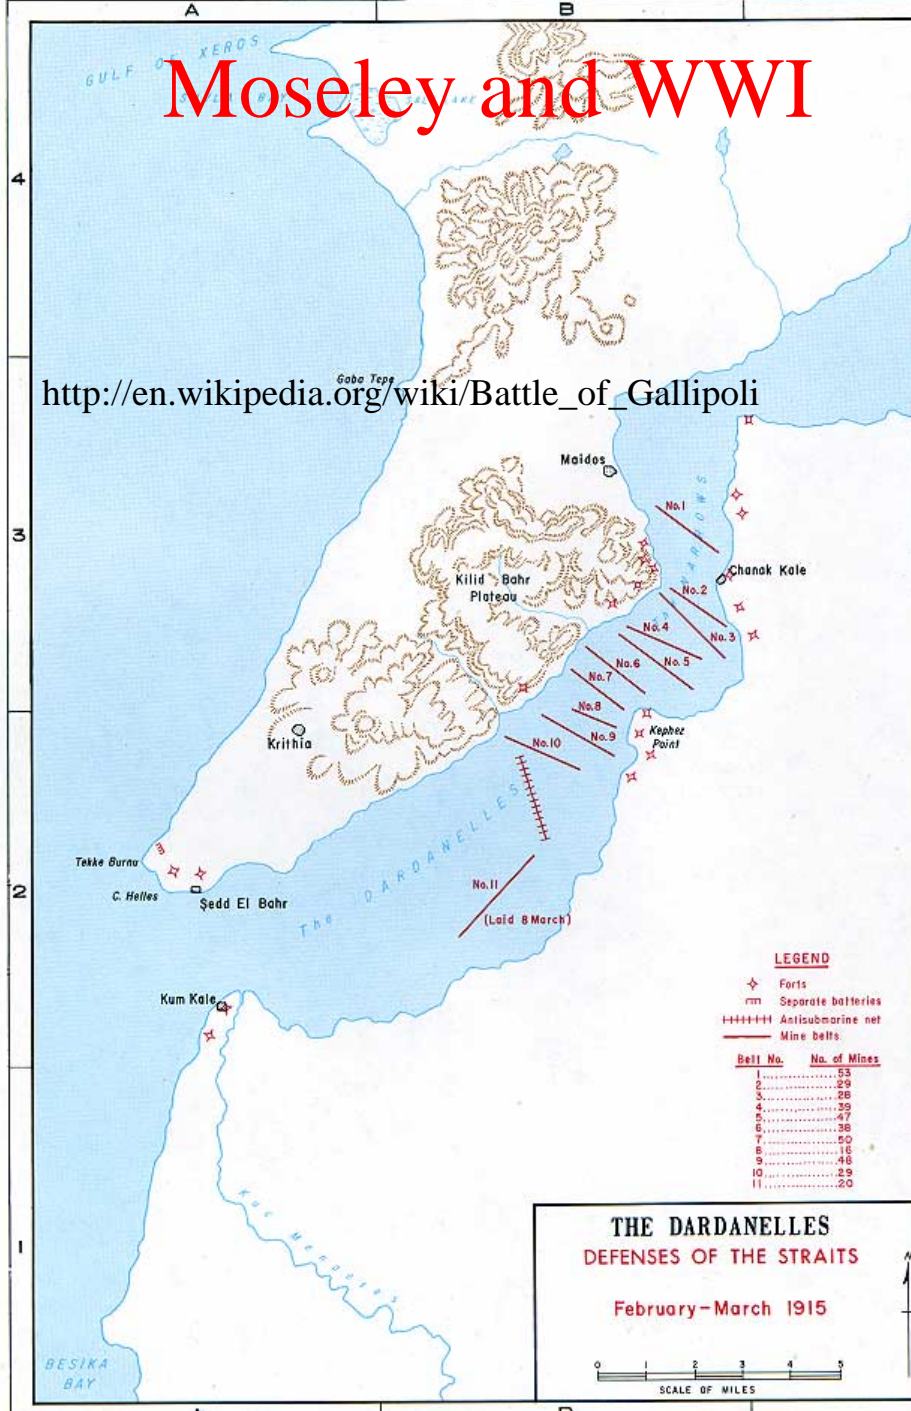 A
B
GULF OF XEROS
Moseley and WWI
SALT LAKE
4
Gaba Tepe
http://en.wikipedia.org/wiki/Battle_of_Gallipoli
Maidos
No.1
3
Chanak Kale
Kilid Bahr
Plateau
No.2
No.4
No.3
No.6
No.5
No.7
No.8
No.9
Kephez
Point
No.10
Krithia
Tekke Burnu
C. Helles
Şedd El Bahr
2
The DARDANELLES
No.11
(Laid 8 March)
Kum Kale
LEGEND
Forts
Separate batteries
Antisubmarine net
Mine belts
Belt No. No. of Mines
1..............53
2..............29
3..............28
4..............39
5..............47
6..............38
7..............50
8..............16
9..............48
10............29
11............20
1
THE DARDANELLES
DEFENSES OF THE STRAITS
February-March 1915
0 1 2 3 4 5
SCALE OF MILES
BESIKA
BAY